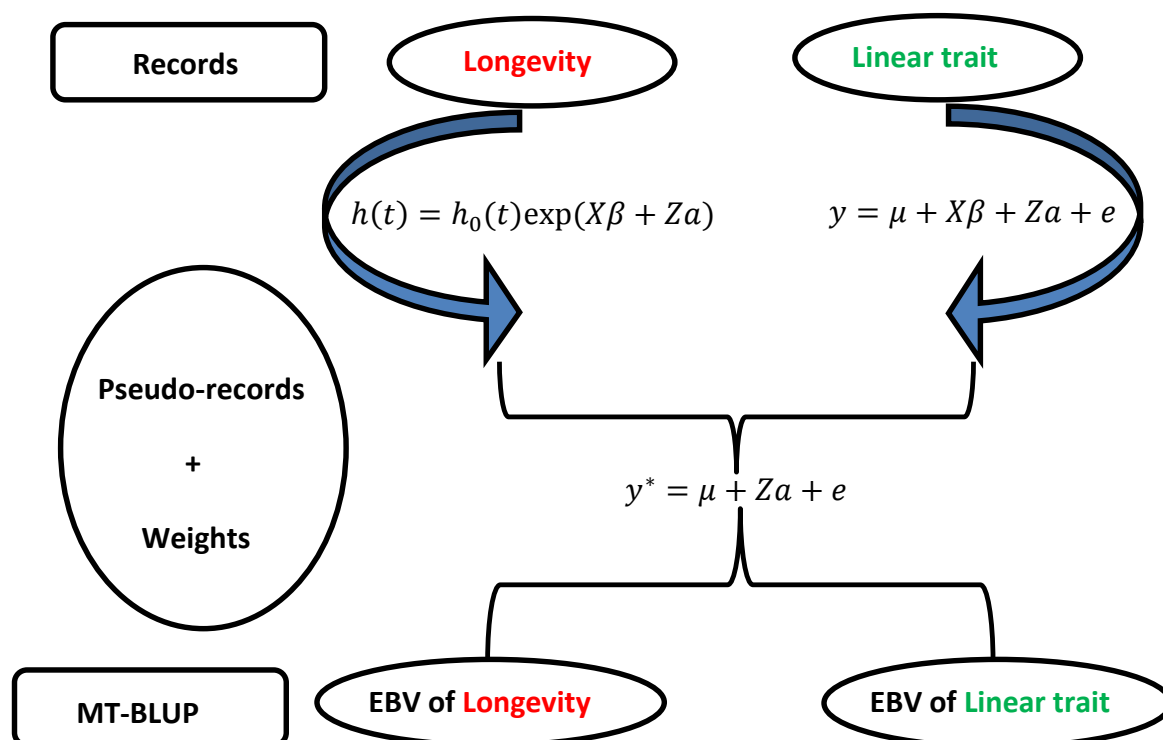 Records
Longevity
Linear trait
h(t) = h₀(t)exp(Xβ + Za)
y = μ + Xβ + Za + e
Pseudo-records
+
Weights
y* = μ + Za + e
MT-BLUP
EBV of Longevity
EBV of Linear trait